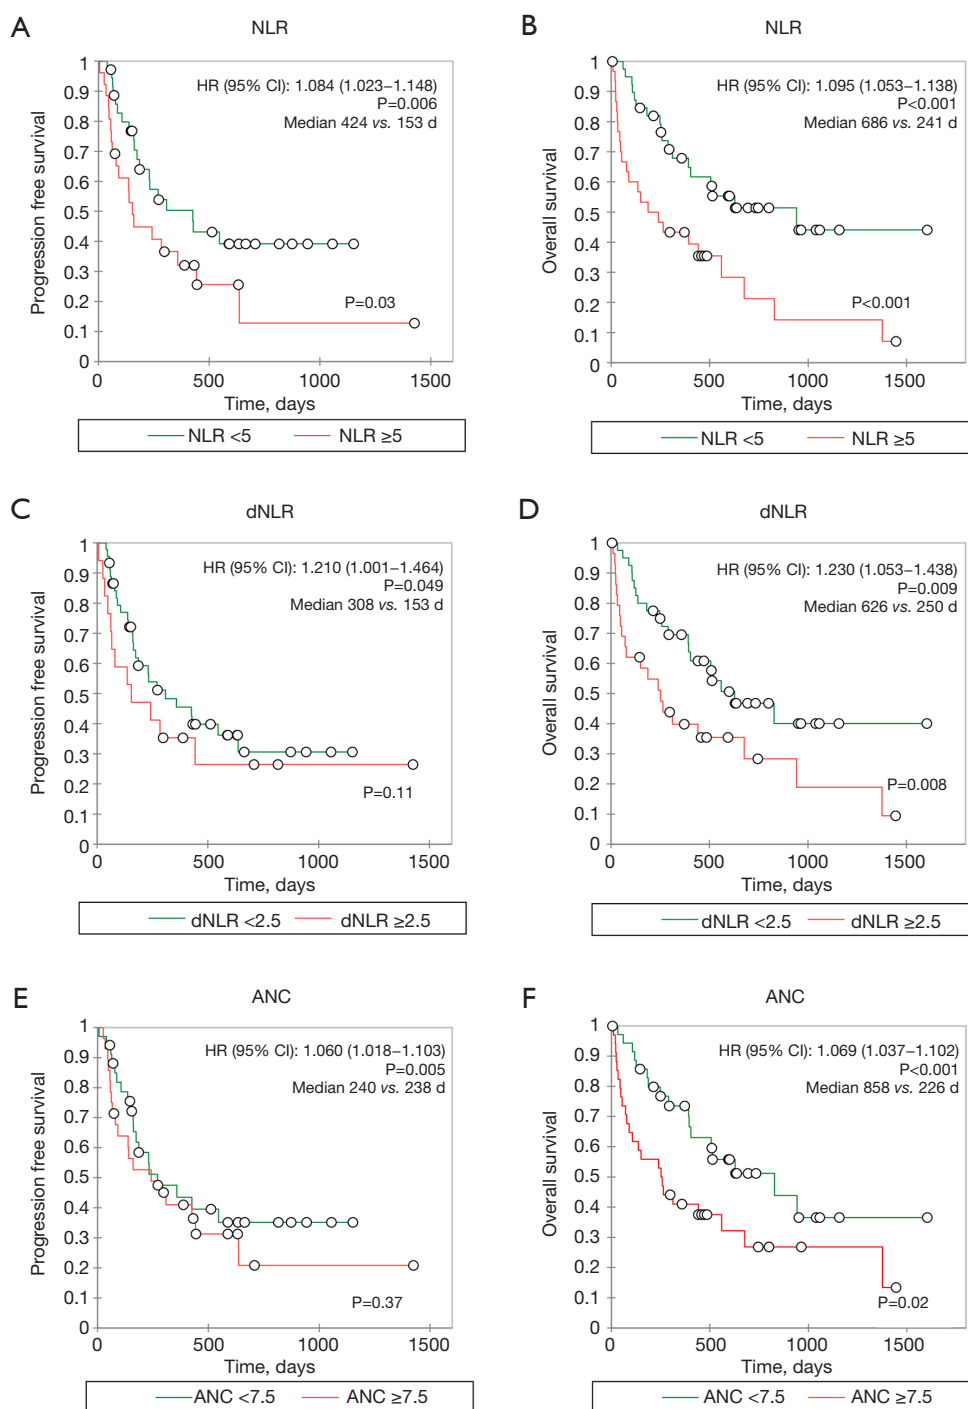 A
NLR
HR (95% CI): 1.084 (1.023–1.148)
P=0.006
Median 424 vs. 153 d
P=0.03
Progression free survival
1
0.9
0.8
0.7
0.6
0.5
0.4
0.3
0.2
0.1
0
0 500 1000 1500
Time, days
NLR <5 NLR ≥5
B
NLR
HR (95% CI): 1.095 (1.053–1.138)
P<0.001
Median 686 vs. 241 d
P<0.001
Overall survival
1
0.9
0.8
0.7
0.6
0.5
0.4
0.3
0.2
0.1
0
0 500 1000 1500
Time, days
NLR <5 NLR ≥5
C
dNLR
HR (95% CI): 1.210 (1.001–1.464)
P=0.049
Median 308 vs. 153 d
P=0.11
Progression free survival
1
0.9
0.8
0.7
0.6
0.5
0.4
0.3
0.2
0.1
0
0 500 1000 1500
Time, days
dNLR <2.5 dNLR ≥2.5
D
dNLR
HR (95% CI): 1.230 (1.053–1.438)
P=0.009
Median 626 vs. 250 d
P=0.008
Overall survival
1
0.9
0.8
0.7
0.6
0.5
0.4
0.3
0.2
0.1
0
0 500 1000 1500
Time, days
dNLR <2.5 dNLR ≥2.5
E
ANC
HR (95% CI): 1.060 (1.018–1.103)
P=0.005
Median 240 vs. 238 d
P=0.37
Progression free survival
1
0.9
0.8
0.7
0.6
0.5
0.4
0.3
0.2
0.1
0
0 500 1000 1500
Time, days
ANC <7.5 ANC ≥7.5
F
ANC
HR (95% CI): 1.069 (1.037–1.102)
P<0.001
Median 858 vs. 226 d
P=0.02
Overall survival
1
0.9
0.8
0.7
0.6
0.5
0.4
0.3
0.2
0.1
0
0 500 1000 1500
Time, days
ANC <7.5 ANC ≥7.5